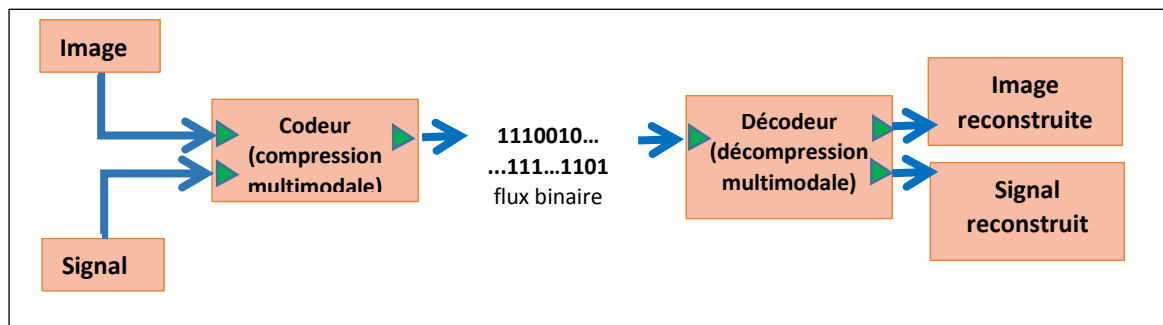 Image
Signal
Codeur
(compression
multimodale)
1110010...
...111...1101
flux binaire
Décodeur
(décompression
multimodale)
Image
reconstruite
Signal
reconstruit